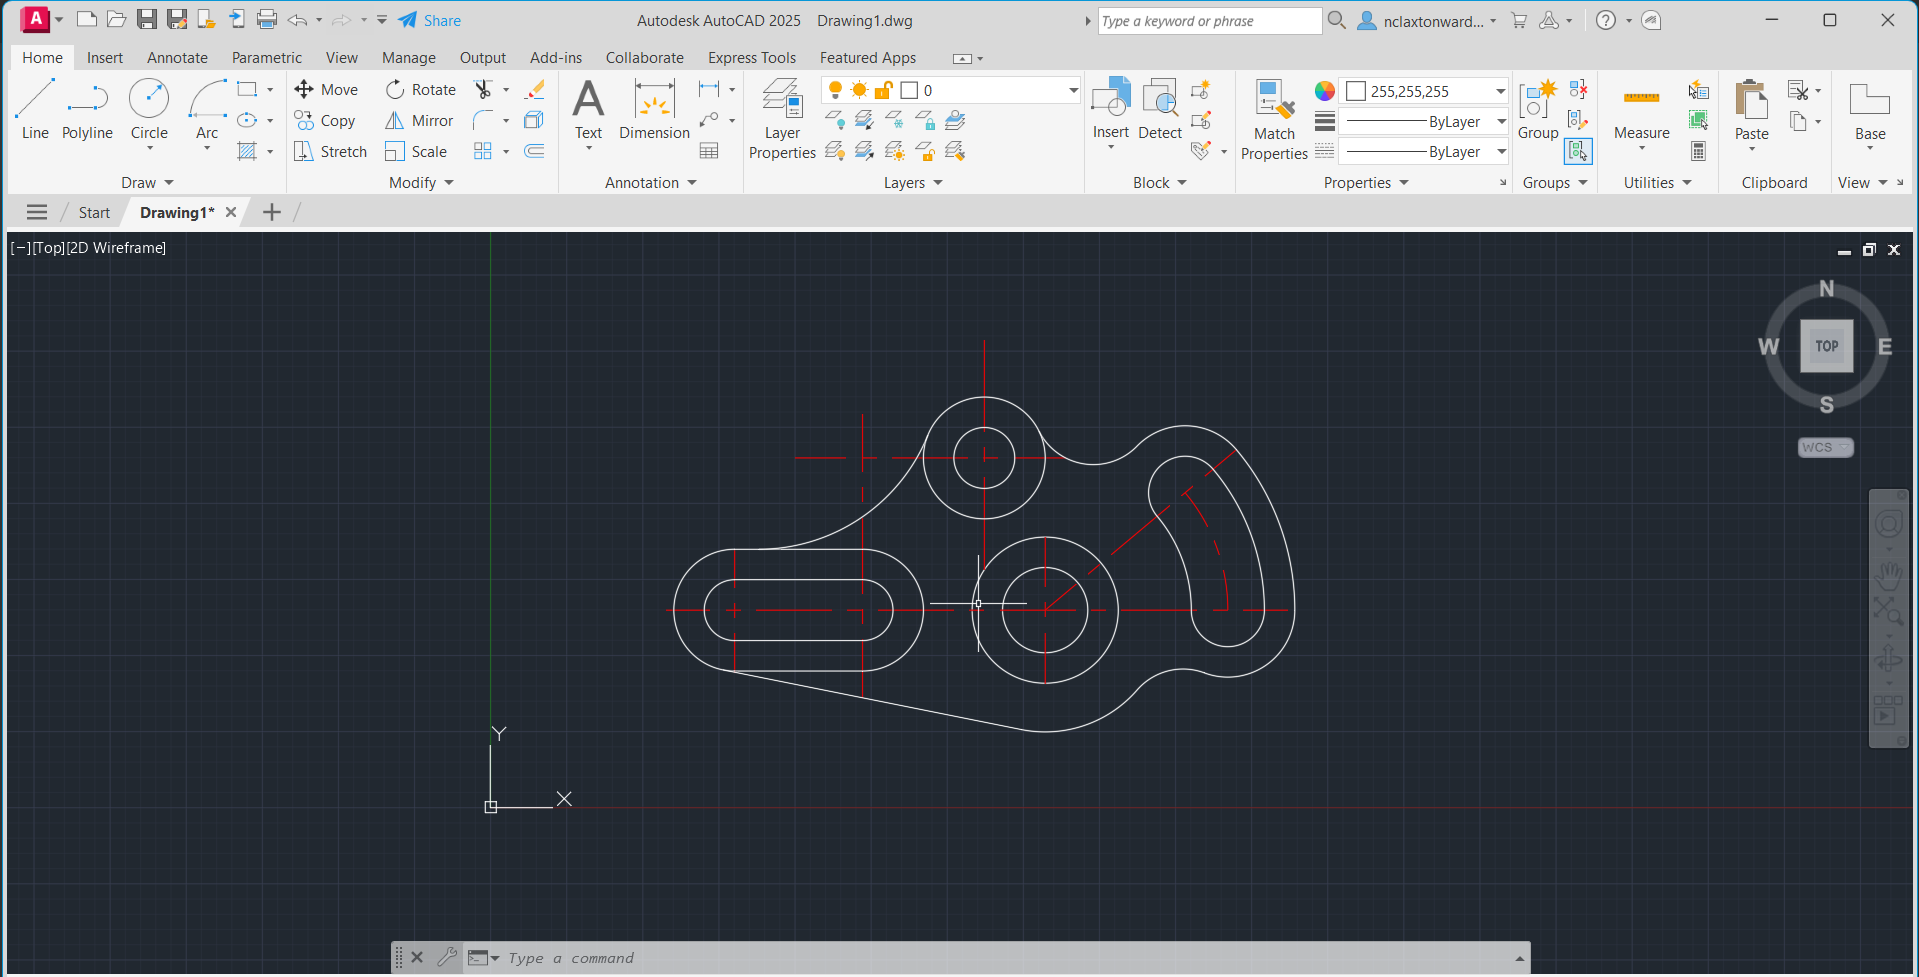 A
Share
Autodesk AutoCAD 2025 Drawing1.dwg
Type a keyword or phrase
nclaxtonward...
Home Insert Annotate Parametric View Manage Output Add-ins Collaborate Express Tools Featured Apps
Line Polyline Circle Arc
Draw
Move Rotate
Copy Mirror
Stretch Scale
Modify
A
Text Dimension
Annotation
Layer
Properties
0
Layers
Insert Detect
Block
Match
Properties
255,255,255
ByLayer
ByLayer
Properties
Group
Groups
Measure
Utilities
Paste
Clipboard
Base
View
Start Drawing1*
[−][Top][2D Wireframe]
N
W TOP E
S
WCS
Y
X
Type a command